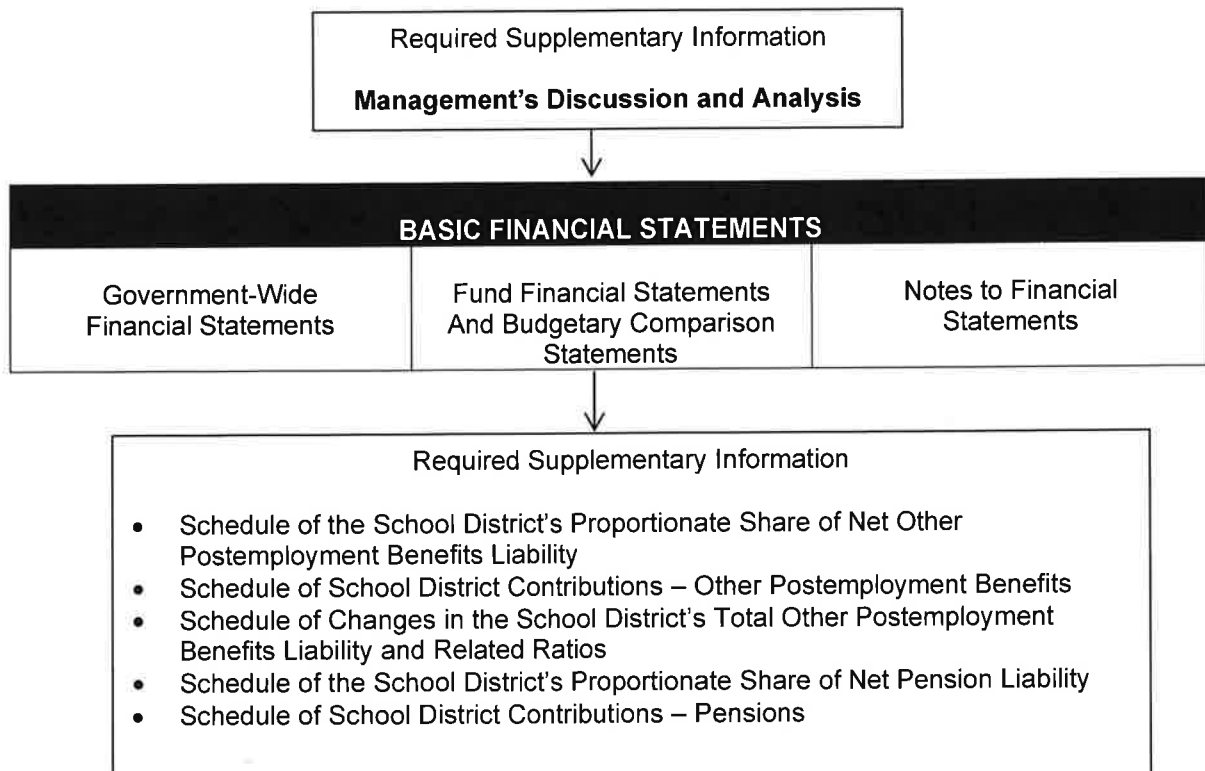 Required Supplementary Information
Management's Discussion and Analysis
BASIC FINANCIAL STATEMENTS
Government-Wide
Financial Statements
Fund Financial Statements
And Budgetary Comparison
Statements
Notes to Financial
Statements
Required Supplementary Information
• Schedule of the School District's Proportionate Share of Net Other
Postemployment Benefits Liability
• Schedule of School District Contributions – Other Postemployment Benefits
• Schedule of Changes in the School District's Total Other Postemployment
Benefits Liability and Related Ratios
• Schedule of the School District's Proportionate Share of Net Pension Liability
• Schedule of School District Contributions – Pensions